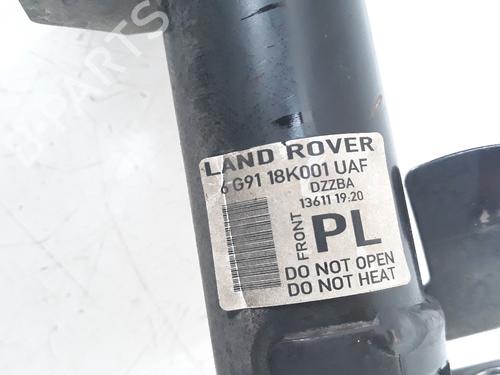 LAND ROVER
6G91 18K001 UAF
DZZBA
13611 19:20
FRONT
PL
DO NOT OPEN
DO NOT HEAT